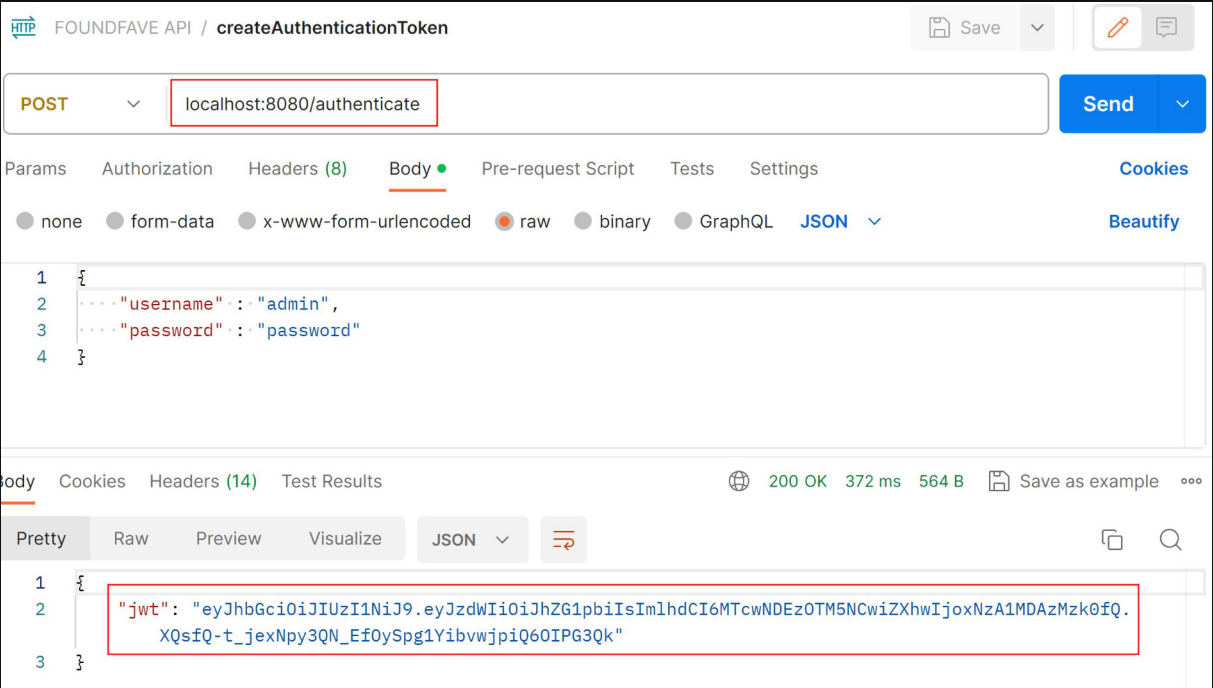 HTTP FOUNDFAVE API / createAuthenticationToken Save
POST localhost:8080/authenticate Send
Params Authorization Headers (8) Body Pre-request Script Tests Settings Cookies
none form-data x-www-form-urlencoded raw binary GraphQL JSON Beautify
1 {
2 "username" : "admin",
3 "password" : "password"
4 }
Body Cookies Headers (14) Test Results 200 OK 372 ms 564 B Save as example
Pretty Raw Preview Visualize JSON
1 {
2 "jwt": "eyJhbGciOiJIUzI1NiJ9.eyJzdWIiOiJhZG1pbiIsImlhdCI6MTcwNDEzOTM5NCwiZXhwIjoxNzA1MDAzMzk0fQ.
XQsfQ-t_jexNpy3QN_EfOySpg1YibvwjpiQ6OIPG3Qk"
3 }